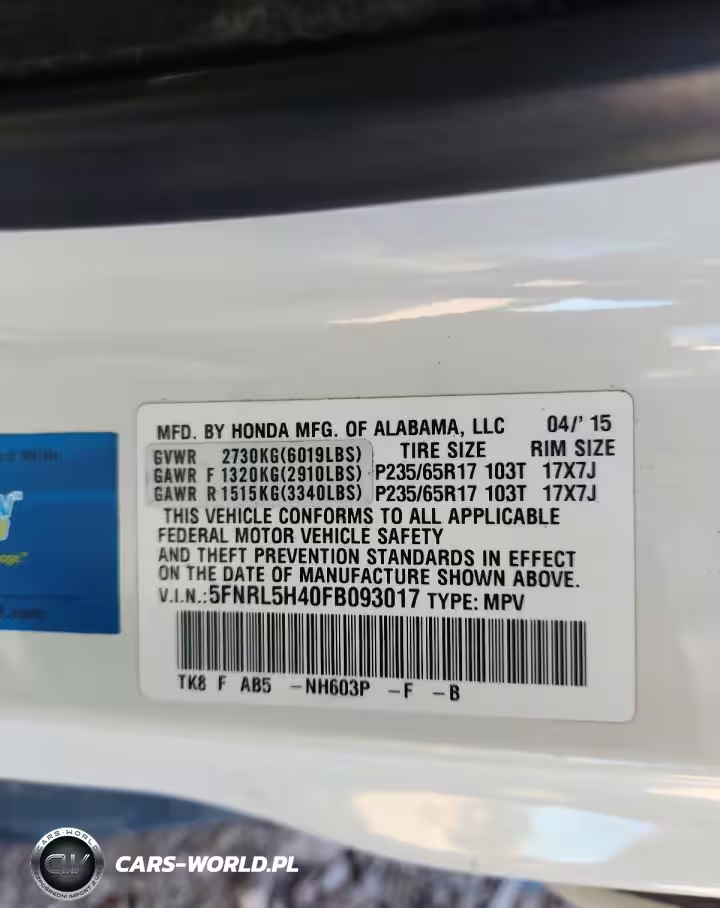 MFD. BY HONDA MFG. OF ALABAMA, LLC 04/' 15
GVWR 2730KG(6019LBS) TIRE SIZE RIM SIZE
GAWR F 1320KG(2910LBS) P235/65R17 103T 17X7J
GAWR R 1515KG(3340LBS) P235/65R17 103T 17X7J
THIS VEHICLE CONFORMS TO ALL APPLICABLE
FEDERAL MOTOR VEHICLE SAFETY
AND THEFT PREVENTION STANDARDS IN EFFECT
ON THE DATE OF MANUFACTURE SHOWN ABOVE.
V.I.N.: 5FNRL5H40FB093017 TYPE: MPV
TK8 F AB5 -NH603P -F -B
CARS-WORLD
CW
CARS-WORLD.PL